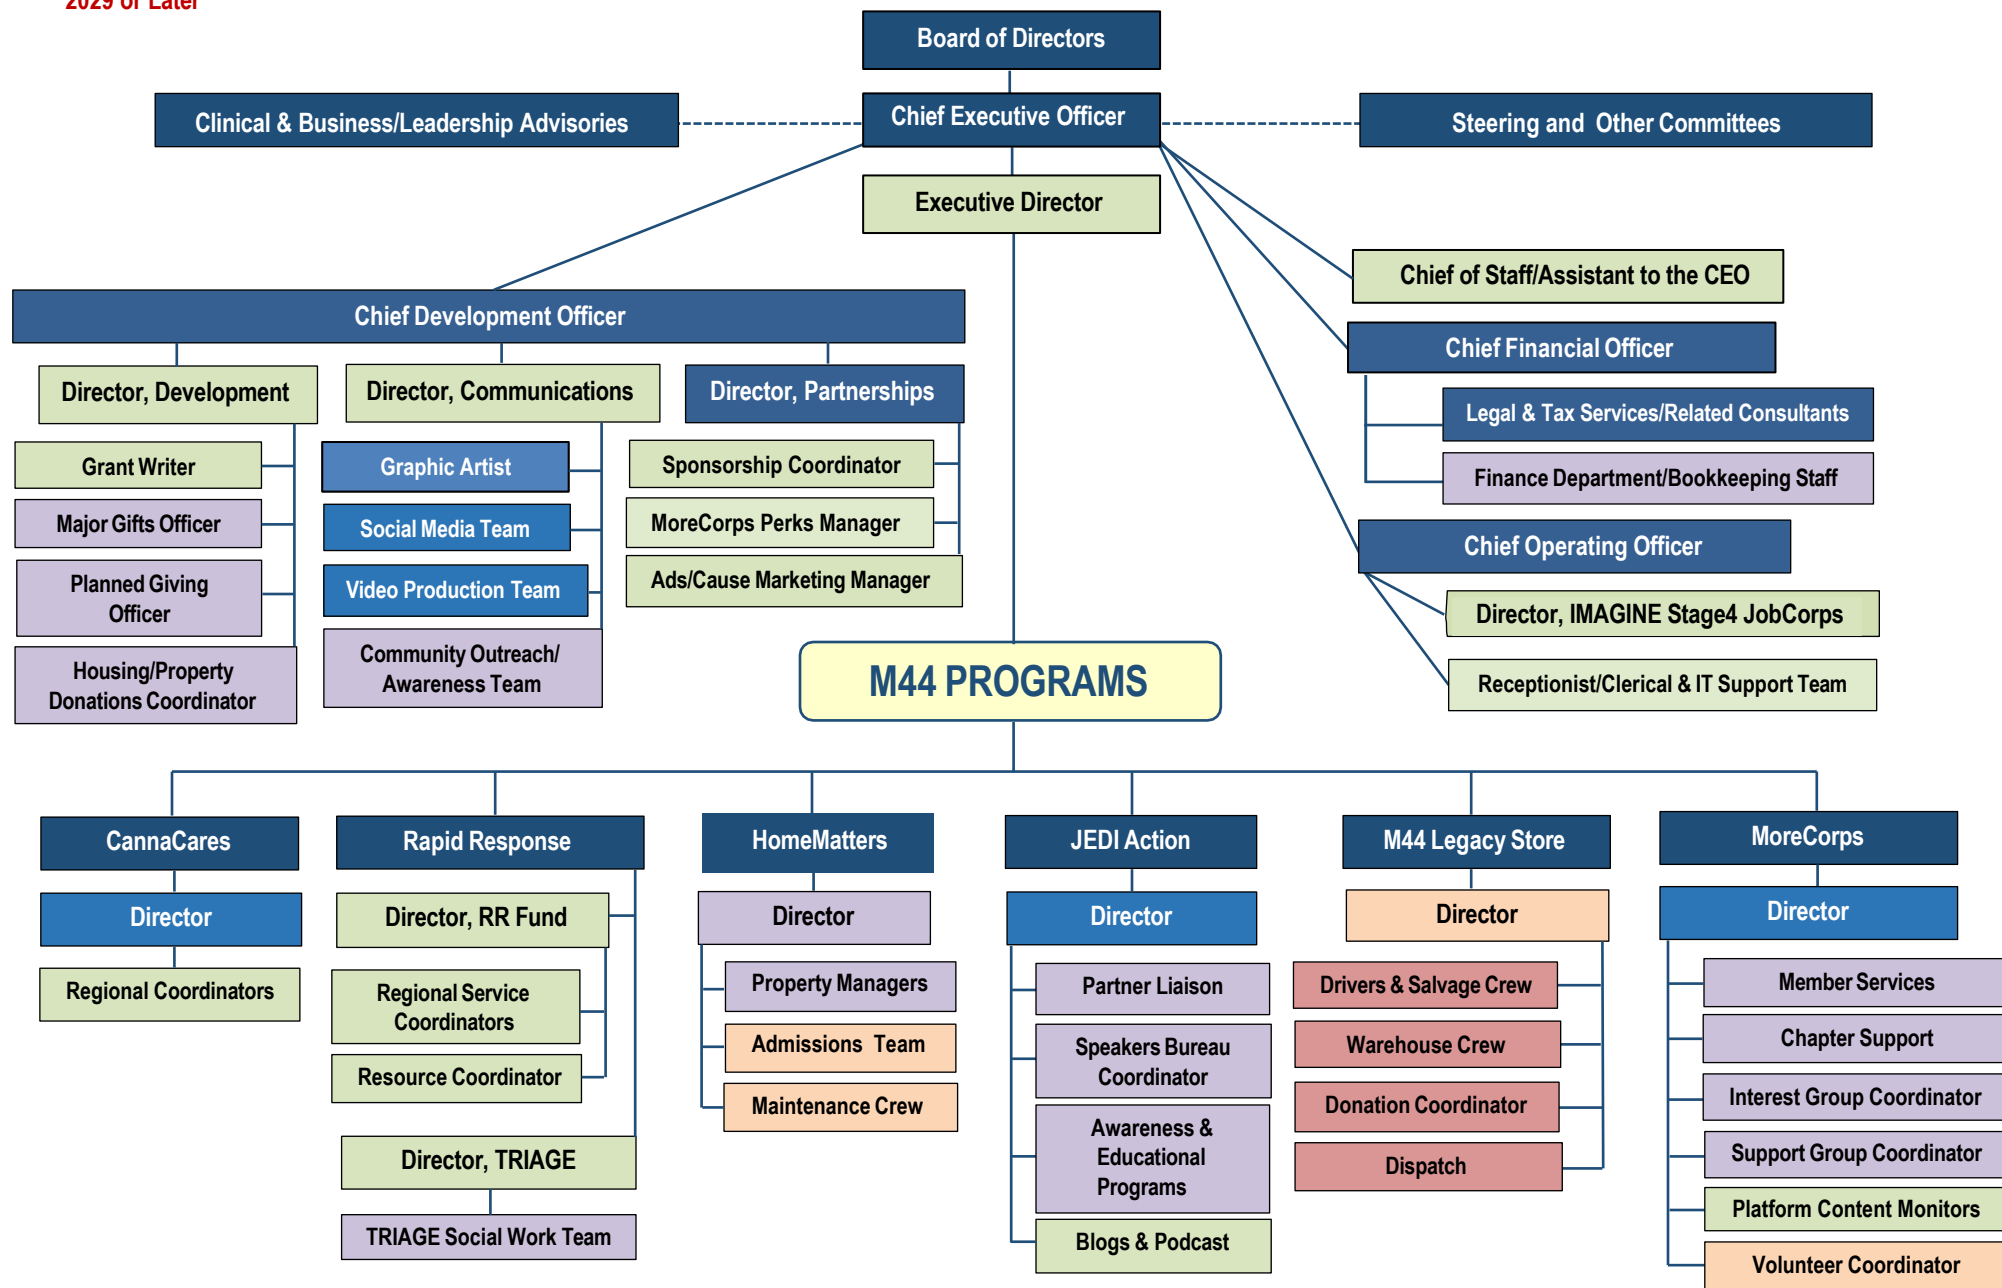 2029 or Later
Board of Directors
Clinical & Business/Leadership Advisories
Chief Executive Officer
Steering and Other Committees
Executive Director
Chief of Staff/Assistant to the CEO
Chief Development Officer
Chief Financial Officer
Director, Development
Director, Communications
Director, Partnerships
Legal & Tax Services/Related Consultants
Grant Writer
Graphic Artist
Sponsorship Coordinator
Finance Department/Bookkeeping Staff
Major Gifts Officer
Social Media Team
MoreCorps Perks Manager
Chief Operating Officer
Planned Giving
Officer
Video Production Team
Ads/Cause Marketing Manager
Director, IMAGINE Stage4 JobCorps
Housing/Property
Donations Coordinator
Community Outreach/
Awareness Team
M44 PROGRAMS
Receptionist/Clerical & IT Support Team
CannaCares
Rapid Response
HomeMatters
JEDI Action
M44 Legacy Store
MoreCorps
Director
Director, RR Fund
Director
Director
Director
Director
Regional Coordinators
Regional Service
Coordinators
Resource Coordinator
Director, TRIAGE
TRIAGE Social Work Team
Property Managers
Admissions Team
Maintenance Crew
Partner Liaison
Speakers Bureau
Coordinator
Awareness &
Educational
Programs
Blogs & Podcast
Drivers & Salvage Crew
Warehouse Crew
Donation Coordinator
Dispatch
Member Services
Chapter Support
Interest Group Coordinator
Support Group Coordinator
Platform Content Monitors
Volunteer Coordinator